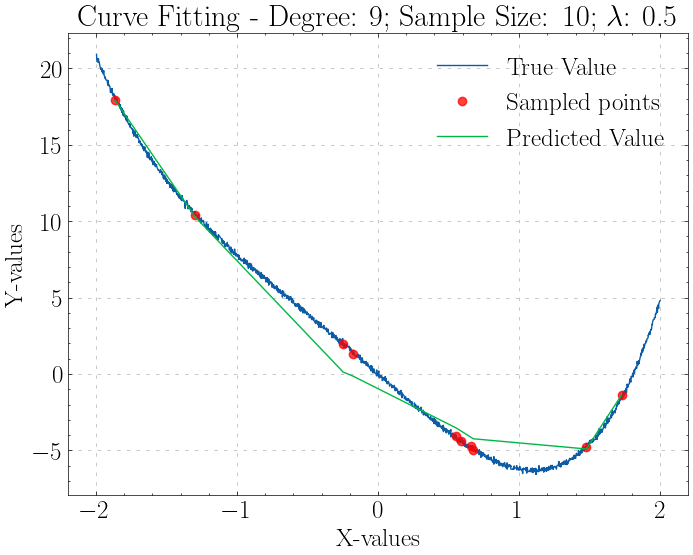 Curve Fitting - Degree: 9; Sample Size: 10; λ: 0.5
True Value
Sampled points
Predicted Value
Y-values
20
15
10
5
0
−5
−2
−1
0
1
2
X-values